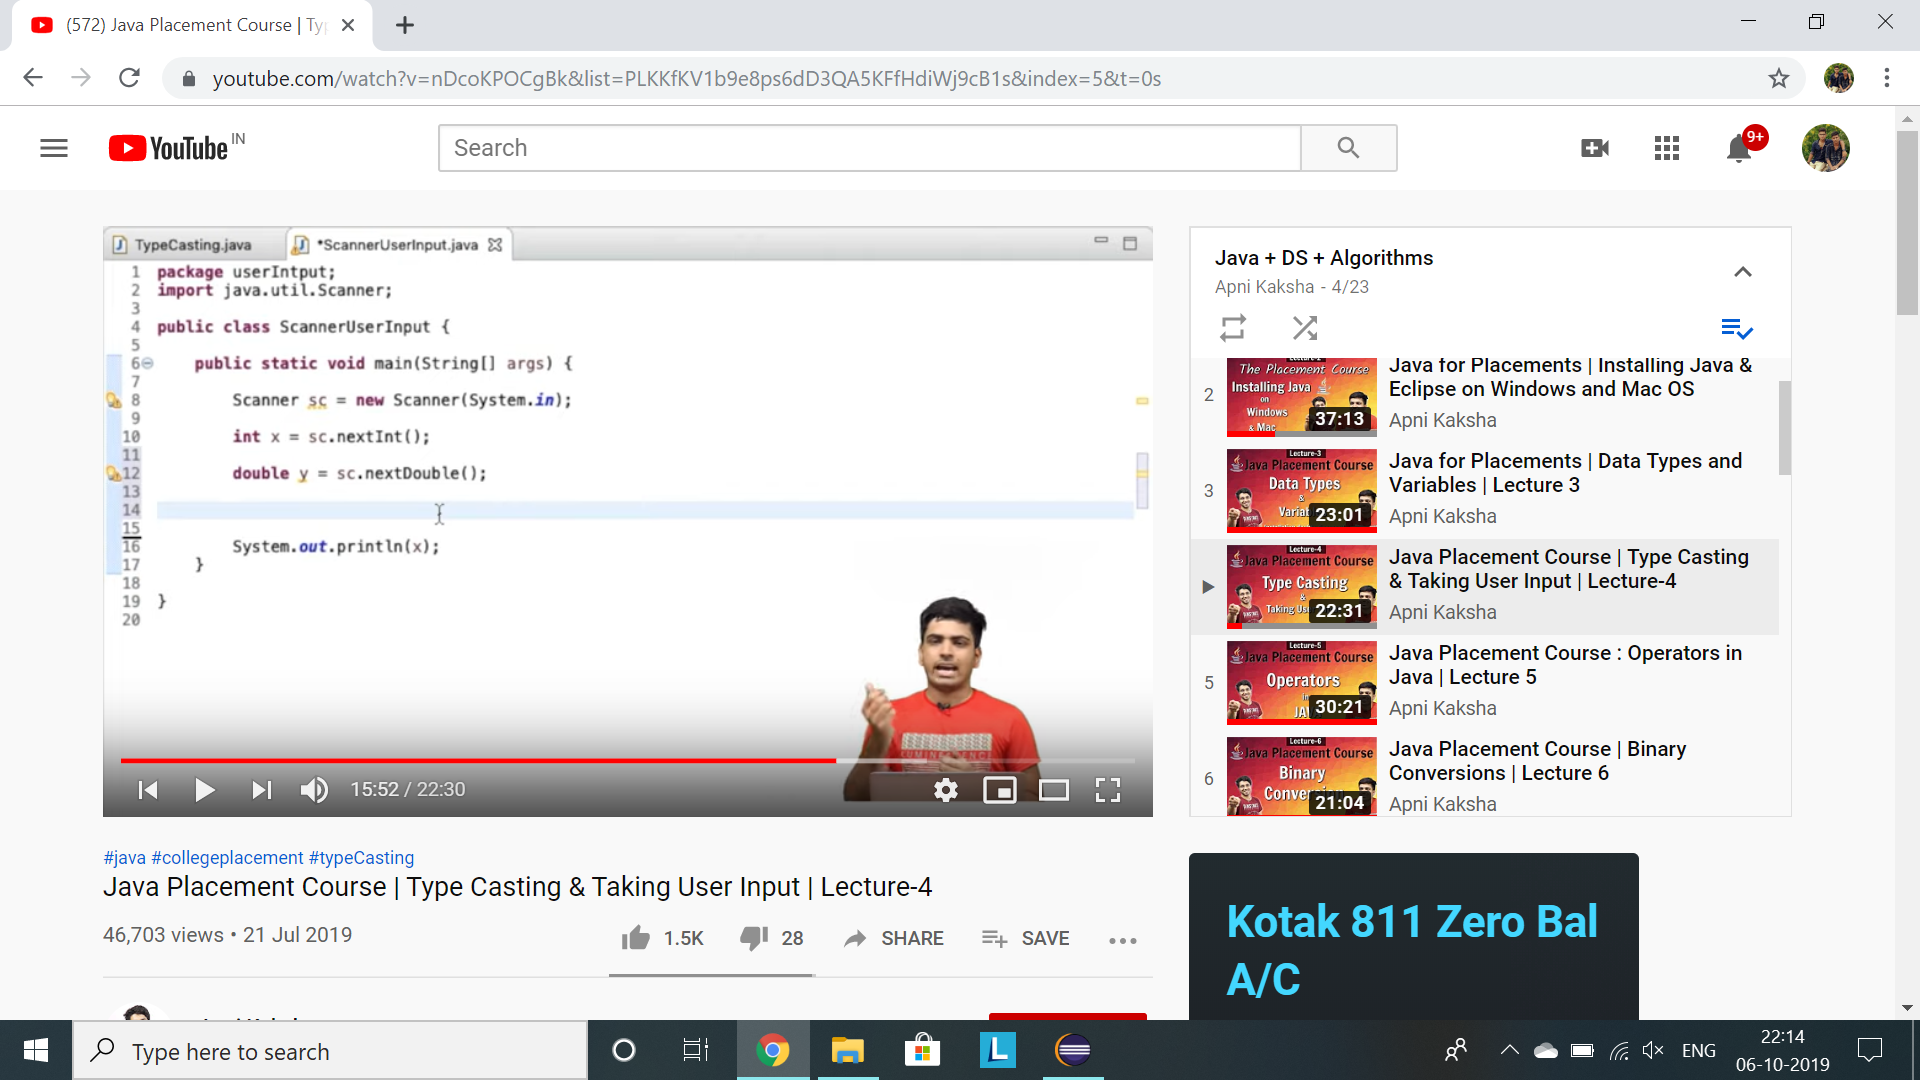 (572) Java Placement Course | Typ
youtube.com/watch?v=nDcoKPOCgBk&list=PLKKfKV1b9e8ps6dD3QA5KFfHdiWj9cB1s&index=5&t=0s
YouTube IN
Search
9+
TypeCasting.java
*ScannerUserInput.java
1 package userIntput;
2 import java.util.Scanner;
3
4 public class ScannerUserInput {
5
6 public static void main(String[] args) {
7
8 Scanner sc = new Scanner(System.in);
9
10 int x = sc.nextInt();
11
12 double y = sc.nextDouble();
13
14
15
16 System.out.println(x);
17 }
18
19 }
20
15:52 / 22:30
#java #collegeplacement #typeCasting
Java Placement Course | Type Casting & Taking User Input | Lecture-4
46,703 views • 21 Jul 2019
1.5K
28
SHARE
SAVE
Java + DS + Algorithms
Apni Kaksha - 4/23
2
The Placement Course
Installing Java
on
Windows
& Mac
37:13
Java for Placements | Installing Java &
Eclipse on Windows and Mac OS
Apni Kaksha
3
Lecture-3
Java Placement Course
Data Types
&
23:01
Java for Placements | Data Types and
Variables | Lecture 3
Apni Kaksha
Lecture-4
Java Placement Course
Type Casting
&
22:31
Java Placement Course | Type Casting
& Taking User Input | Lecture-4
Apni Kaksha
5
Lecture-5
Java Placement Course
Operators
in
30:21
Java Placement Course : Operators in
Java | Lecture 5
Apni Kaksha
6
Lecture-6
Java Placement Course
Binary
21:04
Java Placement Course | Binary
Conversions | Lecture 6
Apni Kaksha
Kotak 811 Zero Bal
A/C
Type here to search
L
ENG
22:14
06-10-2019